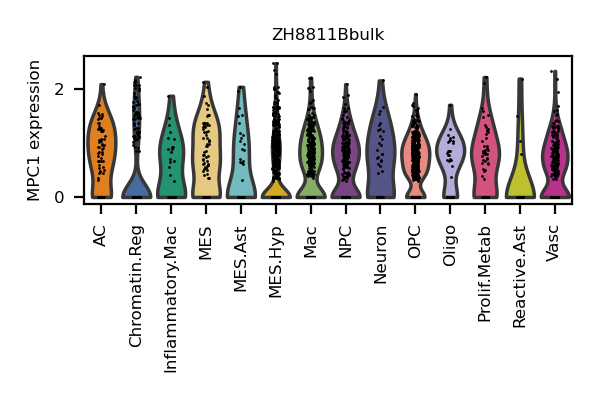 ZH8811Bbulk
MPC1 expression
2
0
AC
Chromatin.Reg
Inflammatory.Mac
MES
MES.Ast
MES.Hyp
Mac
NPC
Neuron
OPC
Oligo
Prolif.Metab
Reactive.Ast
Vasc